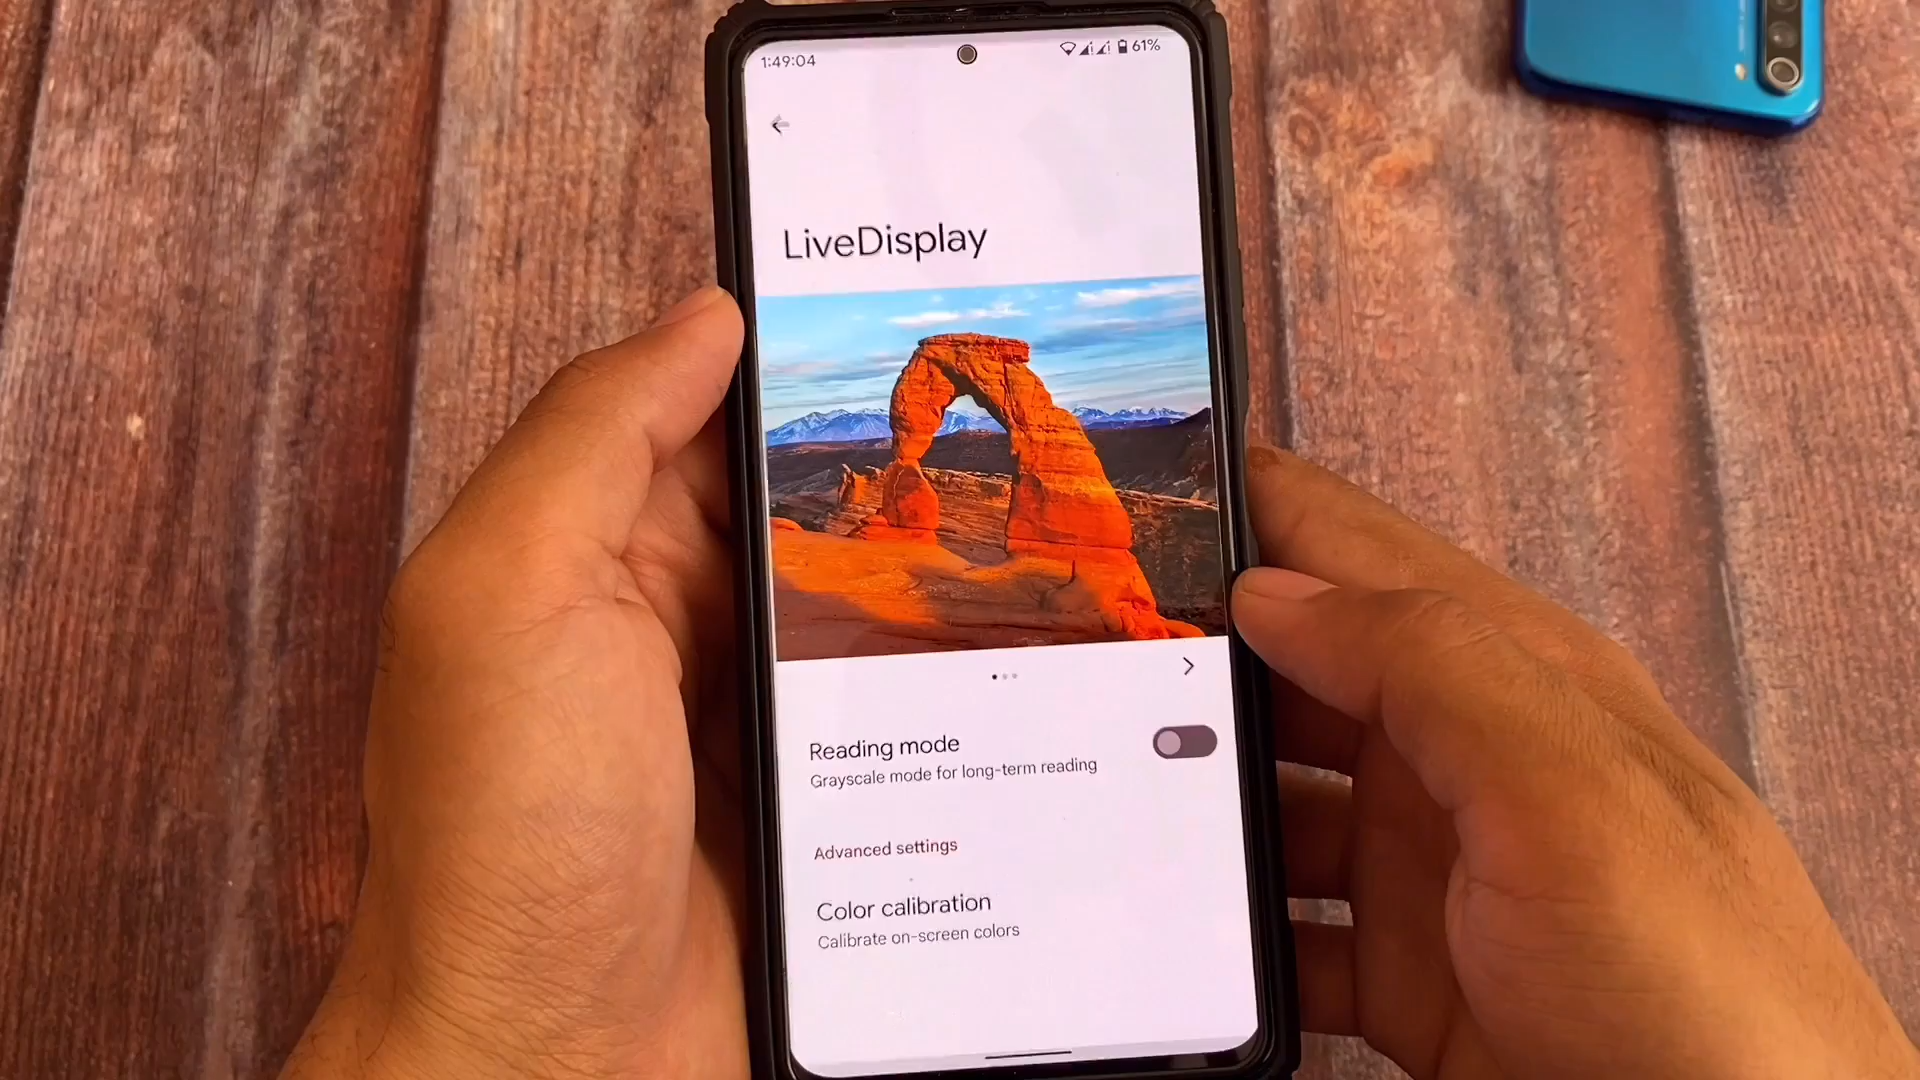 1:49:04
61%
LiveDisplay
Reading mode
Grayscale mode for long-term reading
Advanced settings
Color calibration
Calibrate on-screen colors